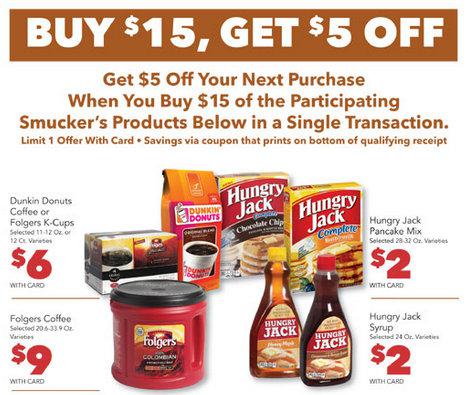 BUY $15, GET $5 OFF
Get $5 Off Your Next Purchase
When You Buy $15 of the Participating
Smucker's Products Below in a Single Transaction.
Limit 1 Offer With Card • Savings via coupon that prints on bottom of qualifying receipt
Dunkin Donuts
Coffee or
Folgers K-Cups
Selected 11-12 Oz. or
12 Ct. Varieties
$6
WITH CARD
DUNKIN'
DONUTS
ORIGINAL BLEND
Hungry
Jack
Complete
Chocolate Chip
Hungry
Jack
Complete
Buttermilk
Hungry Jack
Pancake Mix
Selected 28-32 Oz. Varieties
$2
WITH CARD
Folgers Coffee
Selected 20.6-33.9 Oz.
Varieties
$9
WITH CARD
Folgers
COLOMBIAN
HUNGRY
JACK
HUNGRY
JACK
Hungry Jack
Syrup
Selected 24 Oz. Varieties
$2
WITH CARD